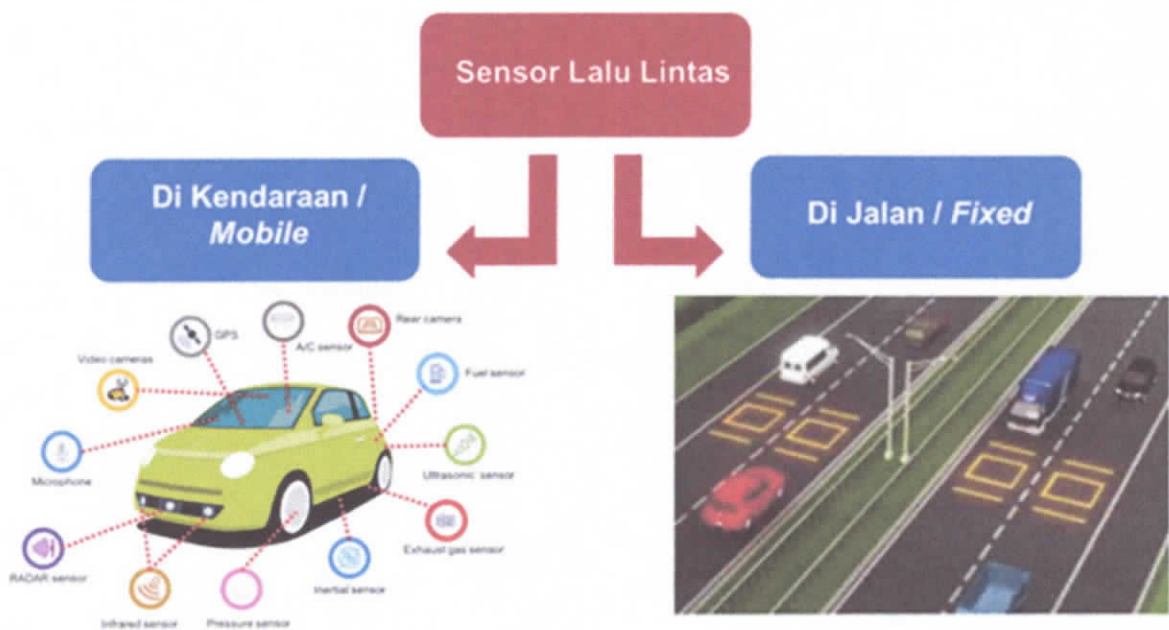 Sensor Lalu Lintas
Di Kendaraan /
Mobile
Di Jalan / Fixed
GPS
A/C sensor
Rear camera
Video cameras
Fuel sensor
Microphone
Ultrasonic sensor
Exhaust gas sensor
RADAR sensor
Inertial sensor
Infrared sensor
Pressure sensor